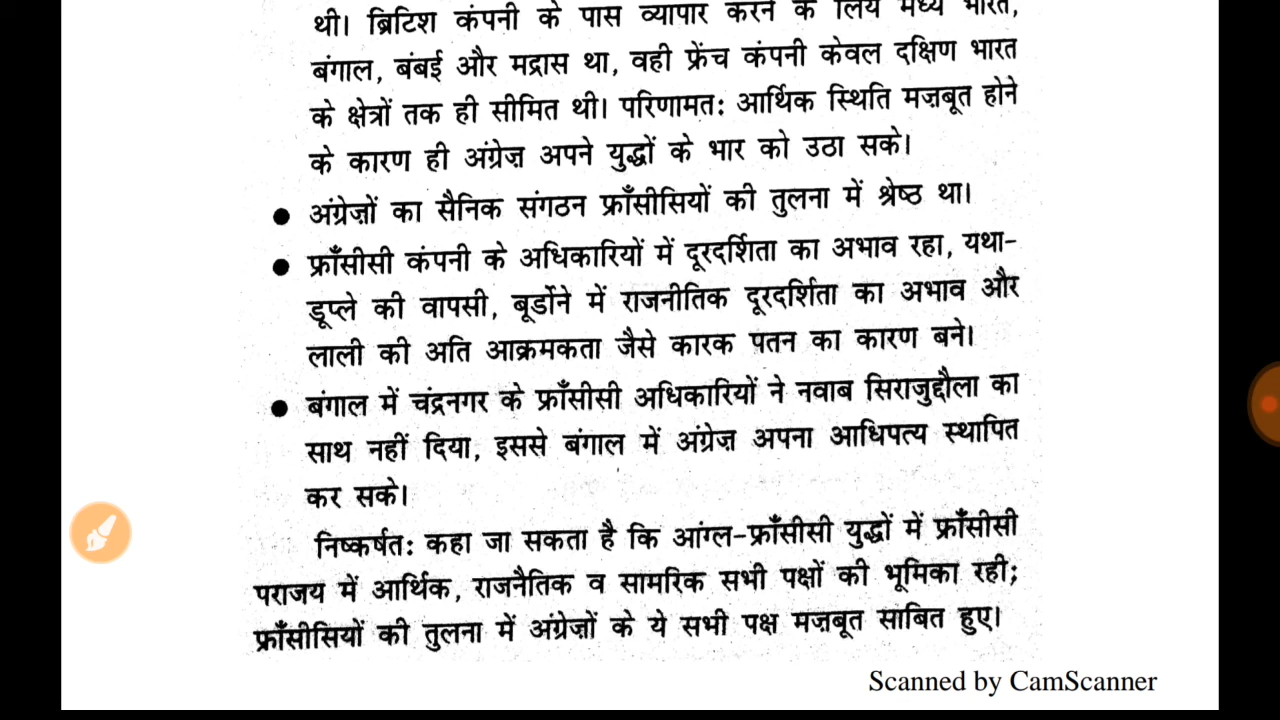 थी। ब्रिटिश कंपनी के पास व्यापार करने के लिये मध्य भारत,
बंगाल, बंबई और मद्रास था, वही फ्रेंच कंपनी केवल दक्षिण भारत
के क्षेत्रों तक ही सीमित थी। परिणामतः आर्थिक स्थिति मज़बूत होने
के कारण ही अंग्रेज़ अपने युद्धों के भार को उठा सके।
● अंग्रेज़ों का सैनिक संगठन फ्राँसीसियों की तुलना में श्रेष्ठ था।
● फ्राँसीसी कंपनी के अधिकारियों में दूरदर्शिता का अभाव रहा, यथा-
डूप्ले की वापसी, बूर्डोने में राजनीतिक दूरदर्शिता का अभाव और
लाली की अति आक्रमकता जैसे कारक पतन का कारण बने।
● बंगाल में चंद्रनगर के फ्राँसीसी अधिकारियों ने नवाब सिराजुद्दौला का
साथ नहीं दिया, इससे बंगाल में अंग्रेज़ अपना आधिपत्य स्थापित
कर सके।
निष्कर्षतः कहा जा सकता है कि आंग्ल-फ्राँसीसी युद्धों में फ्राँसीसी
पराजय में आर्थिक, राजनैतिक व सामरिक सभी पक्षों की भूमिका रही;
फ्राँसीसियों की तुलना में अंग्रेज़ों के ये सभी पक्ष मज़बूत साबित हुए।
Scanned by CamScanner